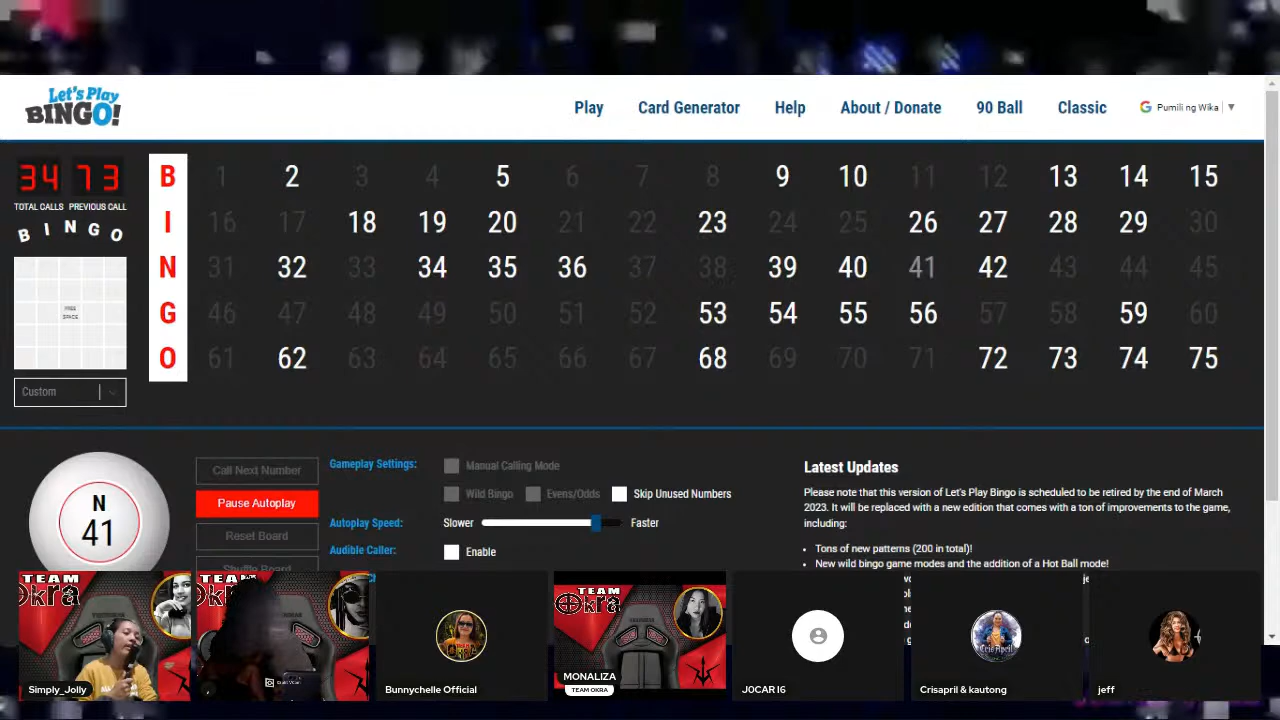 Let's Play
BINGO!
Play Card Generator Help About / Donate 90 Ball Classic Pumili ng Wika
34 73
TOTAL CALLS PREVIOUS CALL
BINGO
FREE
SPACE
Custom
B 1 2 3 4 5 6 7 8 9 10 11 12 13 14 15
I 16 17 18 19 20 21 22 23 24 25 26 27 28 29 30
N 31 32 33 34 35 36 37 38 39 40 41 42 43 44 45
G 46 47 48 49 50 51 52 53 54 55 56 57 58 59 60
O 61 62 63 64 65 66 67 68 69 70 71 72 73 74 75
N
41
Call Next Number
Pause Autoplay
Reset Board
Shuffle Board
Gameplay Settings:
Manual Calling Mode
Wild Bingo Evens/Odds Skip Unused Numbers
Autoplay Speed: Slower Faster
Audible Caller: Enable
Latest Updates
Please note that this version of Let's Play Bingo is scheduled to be retired by the end of March
2023. It will be replaced with a new edition that comes with a ton of improvements to the game,
including:
Tons of new patterns (200 in total)!
New wild bingo game modes and the addition of a Hot Ball mode!
TEAM
Okra
TEAM
Okra
TEAM
Okra
Simply_Jolly
Bunnychelle Official
MONALIZA
TEAM OKRA
J0CAR I6
Cris April
Crisapril & kautong
jeff